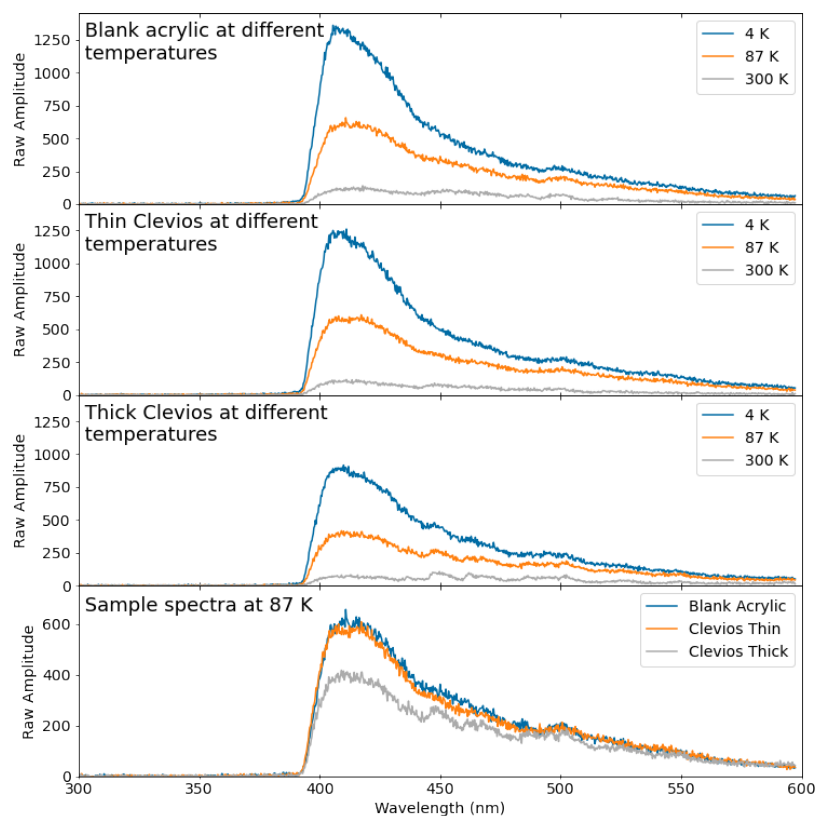 Blank acrylic at different
temperatures
4 K
87 K
300 K
Raw Amplitude
1250
1000
750
500
250
0
Thin Clevios at different
temperatures
4 K
87 K
300 K
Raw Amplitude
1250
1000
750
500
250
0
Thick Clevios at different
temperatures
4 K
87 K
300 K
Raw Amplitude
1250
1000
750
500
250
0
Sample spectra at 87 K
Blank Acrylic
Clevios Thin
Clevios Thick
Raw Amplitude
600
400
200
0
300 350 400 450 500 550 600
Wavelength (nm)